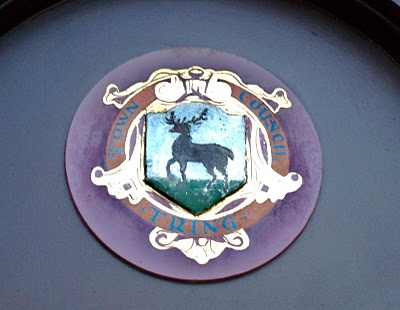 TOWN COUNCIL
· TRING ·